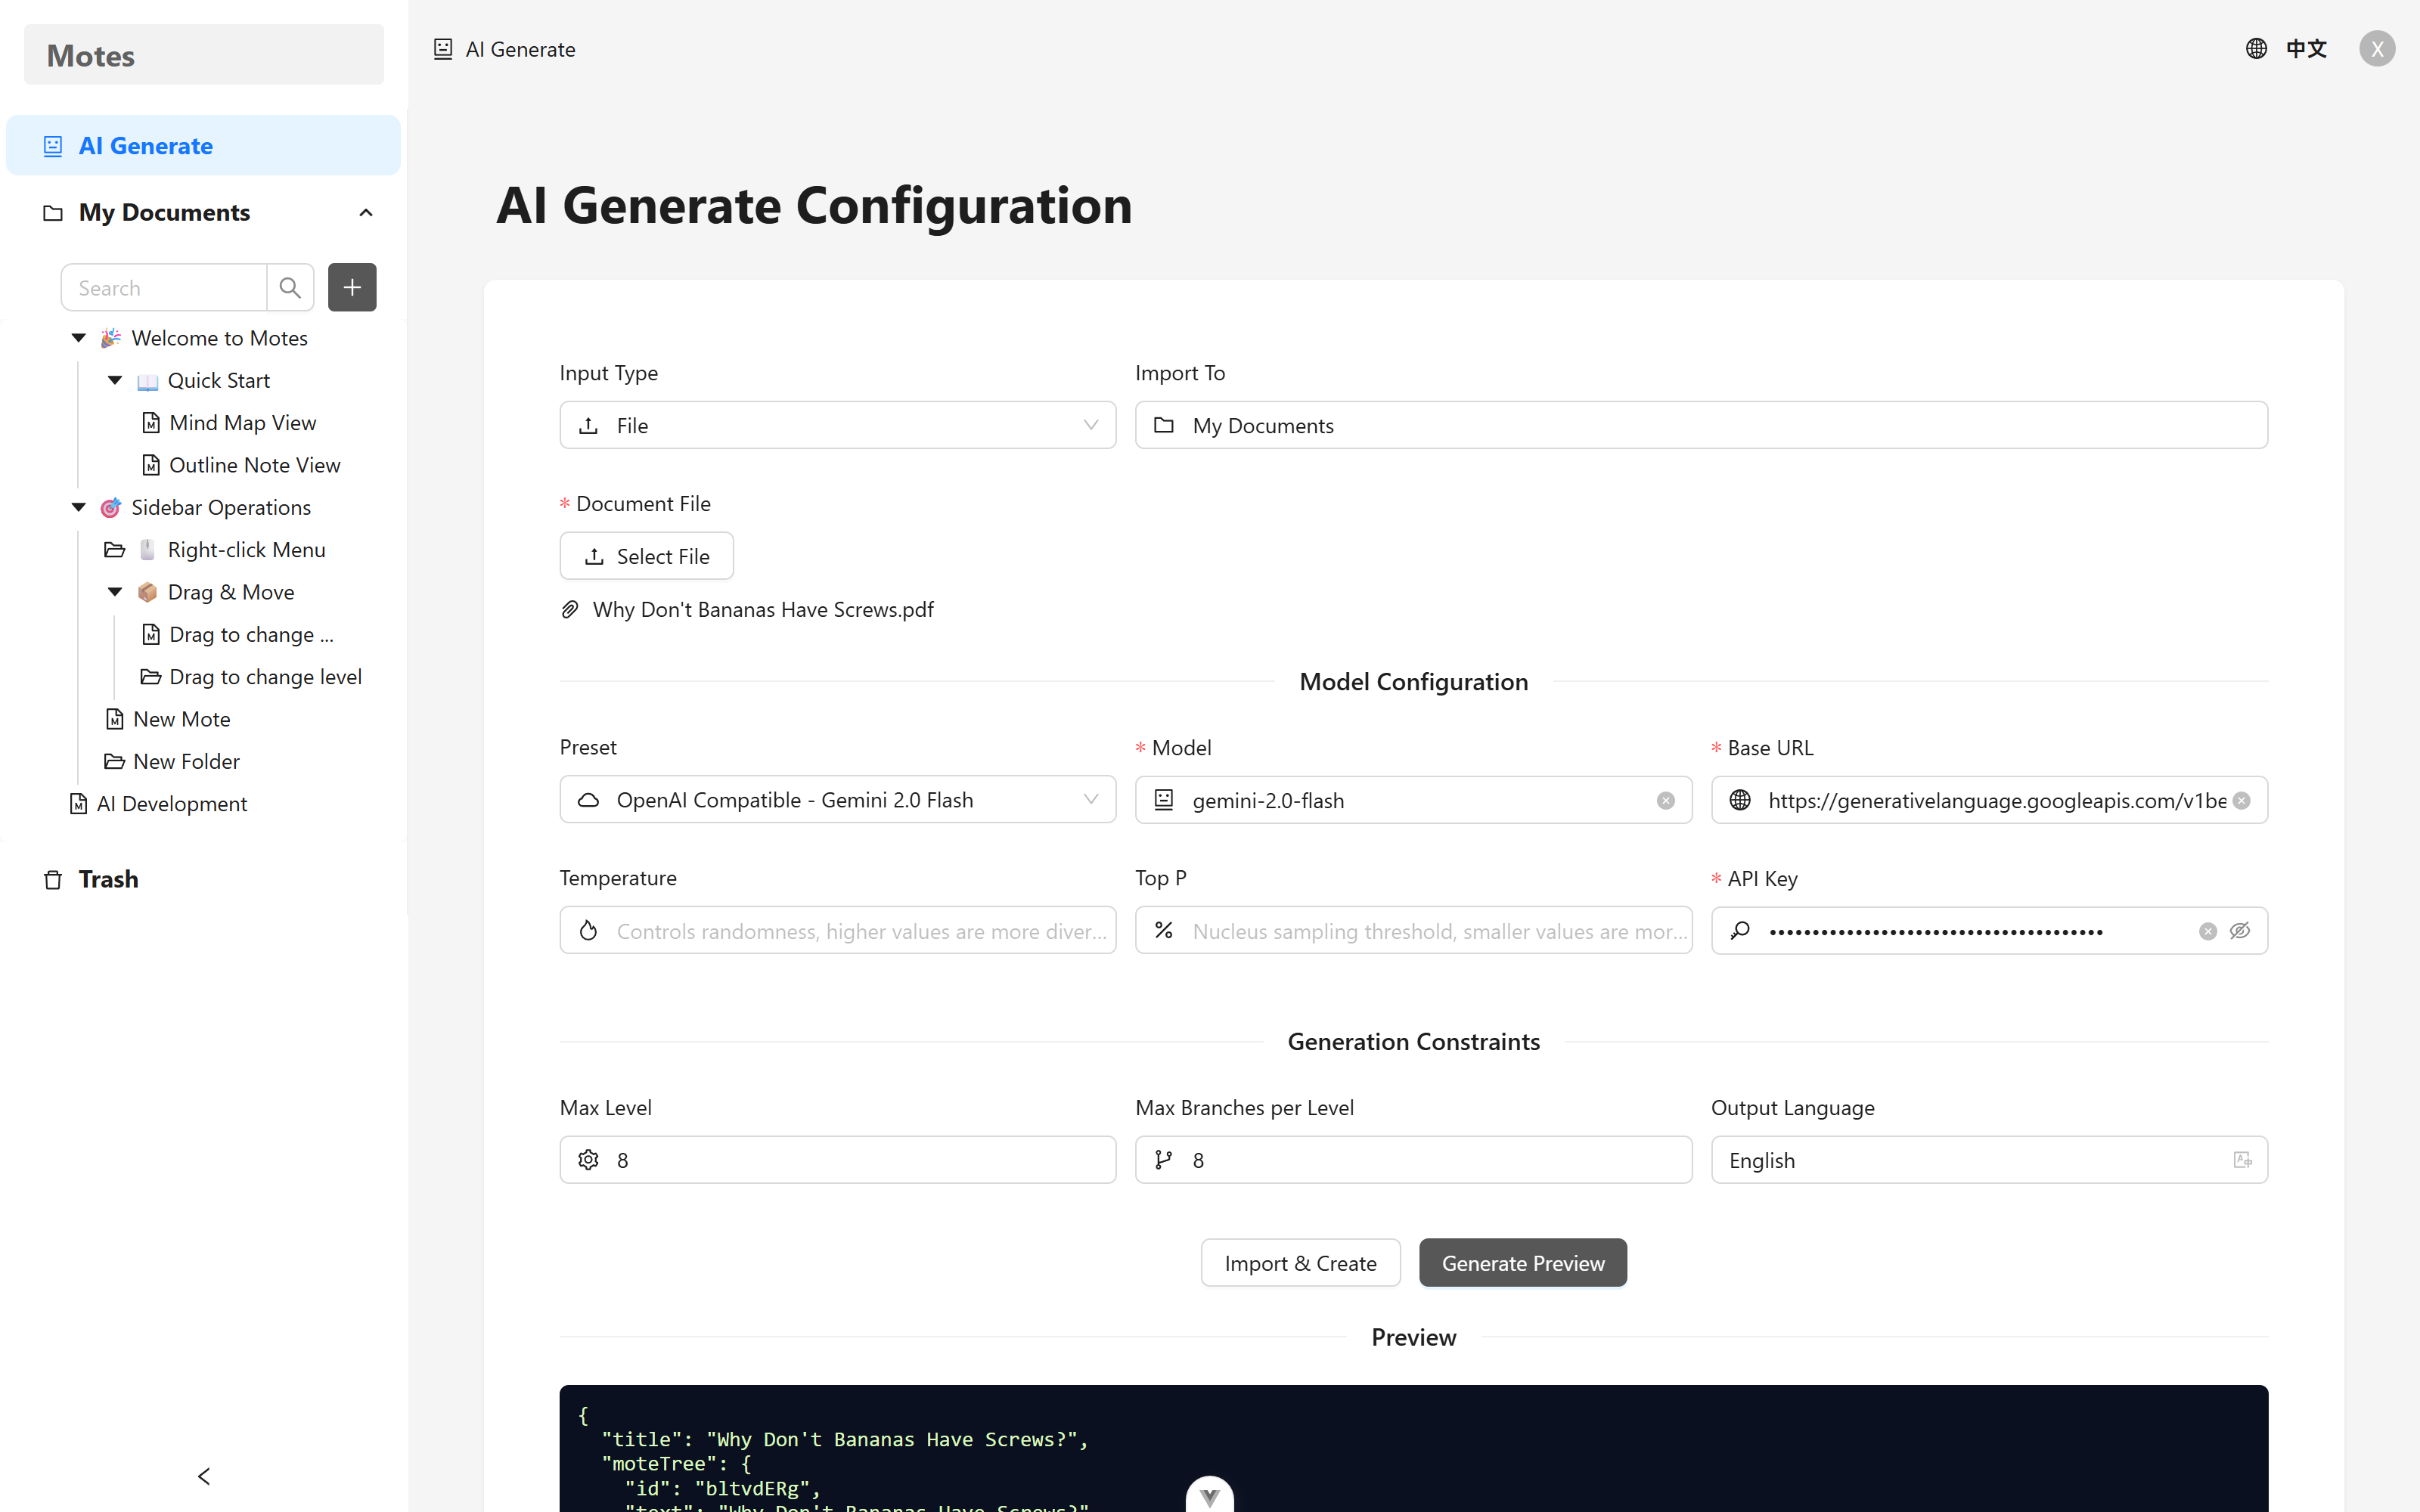 Motes
AI Generate
My Documents
Search
Welcome to Motes
Quick Start
Mind Map View
Outline Note View
Sidebar Operations
Right-click Menu
Drag & Move
Drag to change ...
Drag to change level
New Mote
New Folder
AI Development
Trash
AI Generate
中文
X
AI Generate Configuration
Input Type
Import To
File
My Documents
* Document File
Select File
Why Don't Bananas Have Screws.pdf
Model Configuration
Preset
* Model
* Base URL
OpenAI Compatible - Gemini 2.0 Flash
gemini-2.0-flash
https://generativelanguage.googleapis.com/v1be
Temperature
Top P
* API Key
Controls randomness, higher values are more diver...
Nucleus sampling threshold, smaller values are mor...
Generation Constraints
Max Level
Max Branches per Level
Output Language
8
8
English
Import & Create
Generate Preview
Preview
{
"title": "Why Don't Bananas Have Screws?",
"moteTree": {
"id": "bltvdERg",
"text": "Why Don't Bananas Have Screws?"